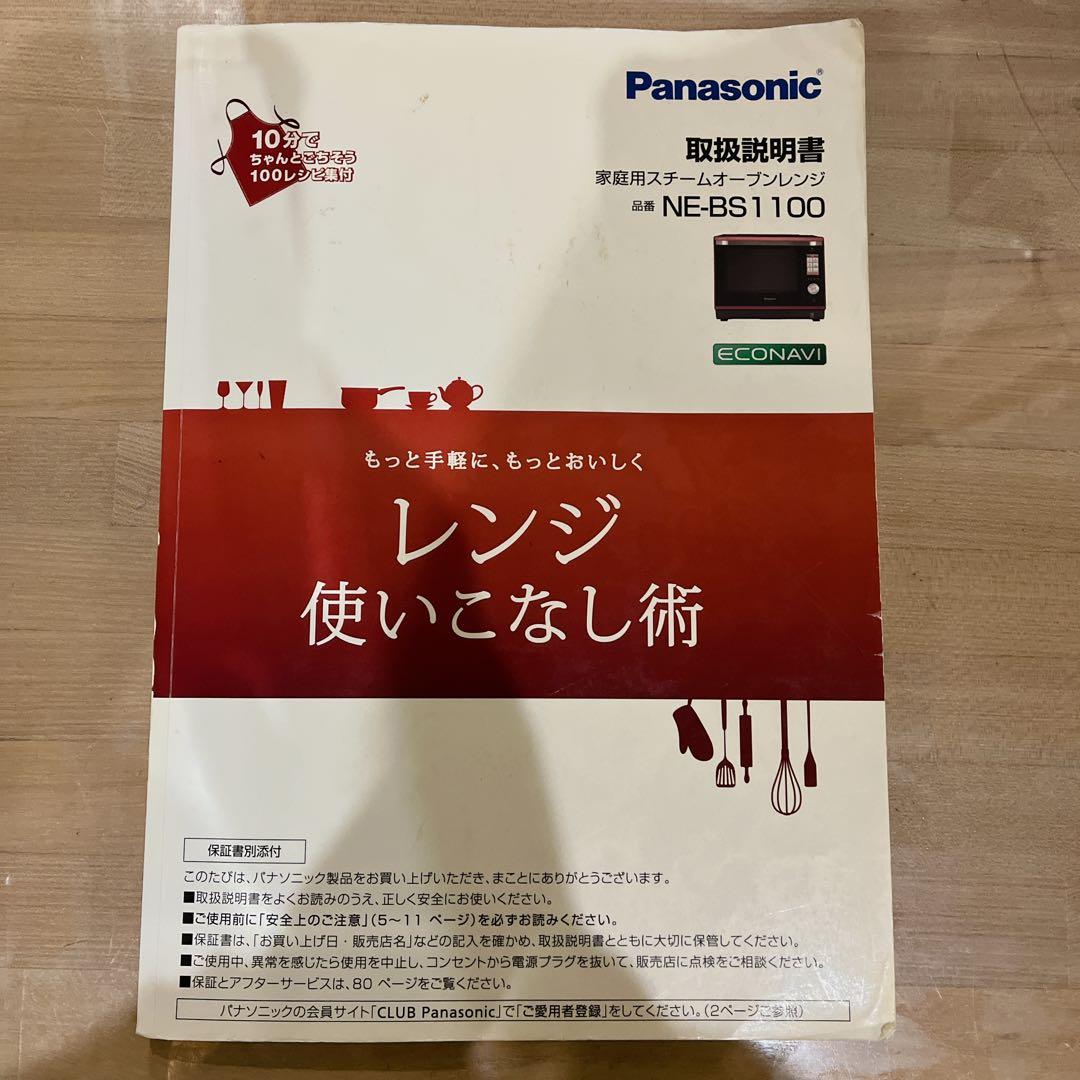 Panasonic®
10分で
ちゃんとごちそう
100レシピ集付
取扱説明書
家庭用スチームオーブンレンジ
品番 NE-BS1100
ECONAVI
もっと手軽に、もっとおいしく
レンジ
使いこなし術
保証書別添付
このたびは、パナソニック製品をお買い上げいただき、まことにありがとうございます。
■取扱説明書をよくお読みのうえ、正しく安全にお使いください。
■ご使用前に「安全上のご注意」(5〜11 ページ)を必ずお読みください。
■保証書は、「お買い上げ日・販売店名」などの記入を確かめ、取扱説明書とともに大切に保管してください。
■ご使用中、異常を感じたら使用を中止し、コンセントから電源プラグを抜いて、販売店に点検をご相談ください。
■保証とアフターサービスは、80 ページをご覧ください。
パナソニックの会員サイト「CLUB Panasonic」で「ご愛用者登録」をしてください。(2ページご参照)